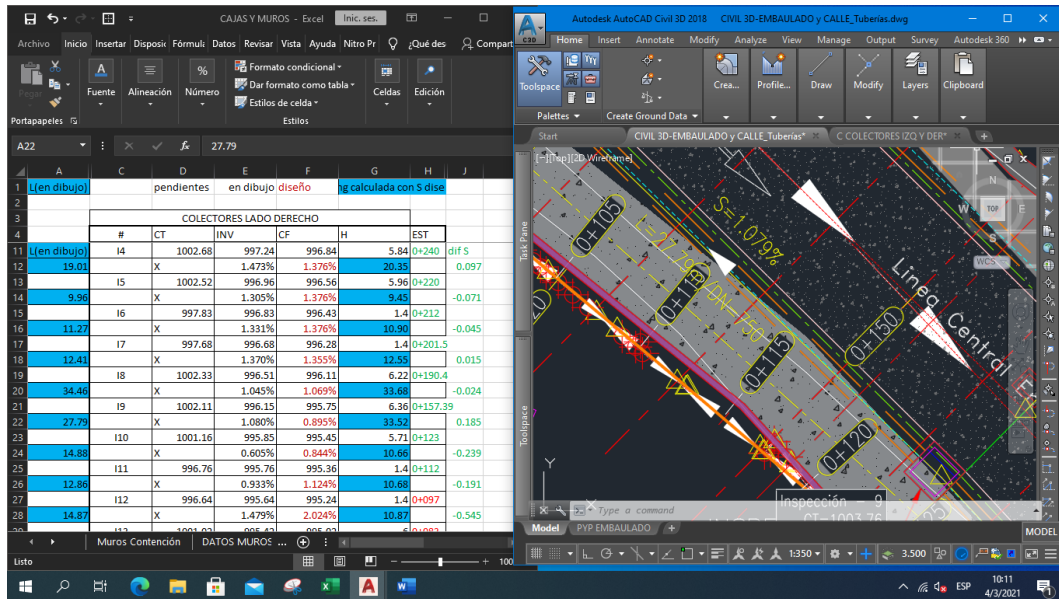 CAJAS Y MUROS - Excel
Inic. ses.
Archivo Inicio Insertar Disposic Fórmula Datos Revisar Vista Ayuda Nitro Pr ¿Qué des Compart
Pegar
Fuente Alineación Número
Formato condicional
Dar formato como tabla
Estilos de celda
Celdas Edición
Portapapeles Estilos
A22 fx 27.79
A C D E F G H J
1 L(en dibujo) pendientes en dibujo diseño ng calculada con S dise
2
3 COLECTORES LADO DERECHO
4 # CT INV CF H EST
11 L(en dibujo) I4 1002.68 997.24 996.84 5.84 0+240 dif S
12 19.01 X 1.473% 1.376% 20.35 0.097
13 I5 1002.52 996.96 996.56 5.96 0+220
14 9.96 X 1.305% 1.376% 9.45 -0.071
15 I6 997.83 996.83 996.43 1.4 0+212
16 11.27 X 1.331% 1.376% 10.90 -0.045
17 I7 997.68 996.68 996.28 1.4 0+201.5
18 12.41 X 1.370% 1.355% 12.55 0.015
19 I8 1002.33 996.51 996.11 6.22 0+190.4
20 34.46 X 1.045% 1.069% 33.68 -0.024
21 I9 1002.11 996.15 995.75 6.36 0+157.39
22 27.79 X 1.080% 0.895% 33.52 0.185
23 I10 1001.16 995.85 995.45 5.71 0+123
24 14.88 X 0.605% 0.844% 10.66 -0.239
25 I11 996.76 995.76 995.36 1.4 0+112
26 12.86 X 0.933% 1.124% 10.68 -0.191
27 I12 996.64 995.64 995.24 1.4 0+097
28 14.87 X 1.479% 2.024% 10.87 -0.545
Muros Contención DATOS MUROS ...
Listo 100
Autodesk AutoCAD Civil 3D 2018 CIVIL 3D-EMBAULADO y CALLE_Tuberías.dwg
C3D
Home Insert Annotate Modify Analyze View Manage Output Survey Autodesk 360
Toolspace
Crea... Profile... Draw Modify Layers Clipboard
Palettes Create Ground Data
Start CIVIL 3D-EMBAULADO y CALLE_Tuberías* C COLECTORES IZQ Y DER*
[-][Top][2D Wireframe]
N
W TOP E
S
WCS
Task Pane
Toolspace
0+105
S=1.079%
0+110
0+115
0+120
0+150
Linea Central
Y
Inspección - 9
CT=1003.76
Type a command
Model PYP EMBAULADO
MODEL
1:350 3.500
ESP 10:11
4/3/2021